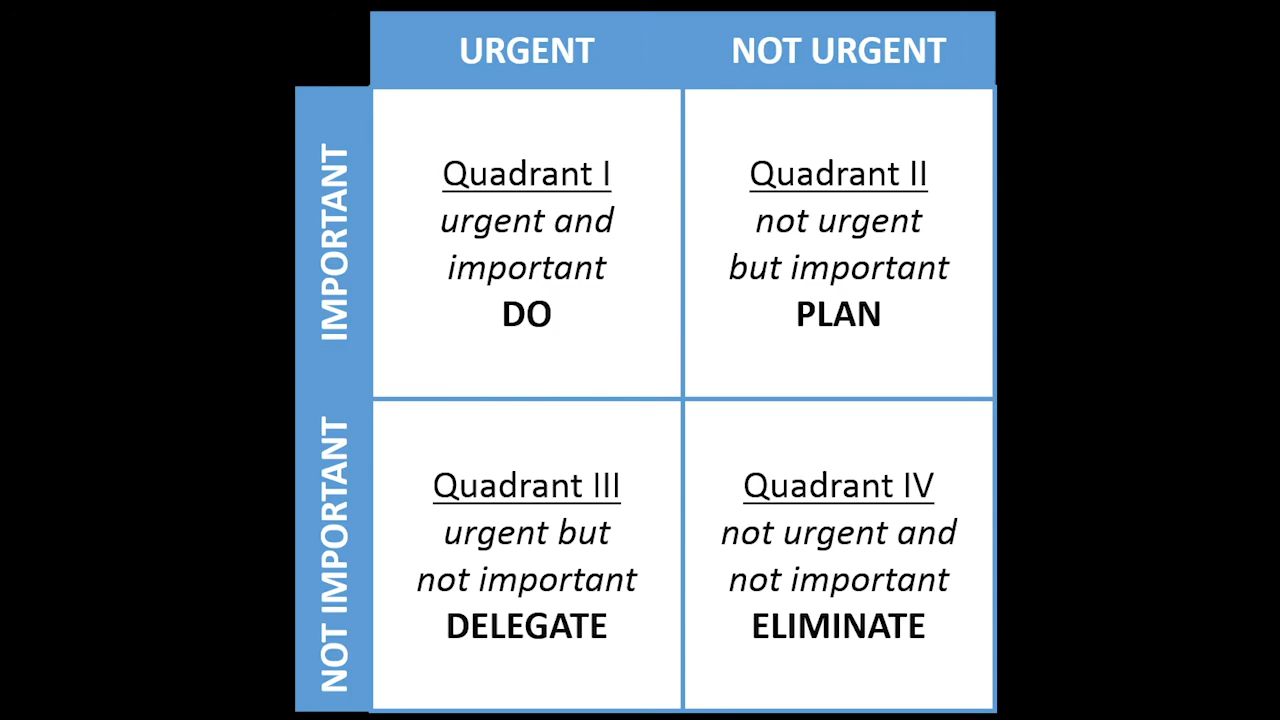 URGENT
NOT URGENT
IMPORTANT
Quadrant I
urgent and
important
DO
Quadrant II
not urgent
but important
PLAN
NOT IMPORTANT
Quadrant III
urgent but
not important
DELEGATE
Quadrant IV
not urgent and
not important
ELIMINATE